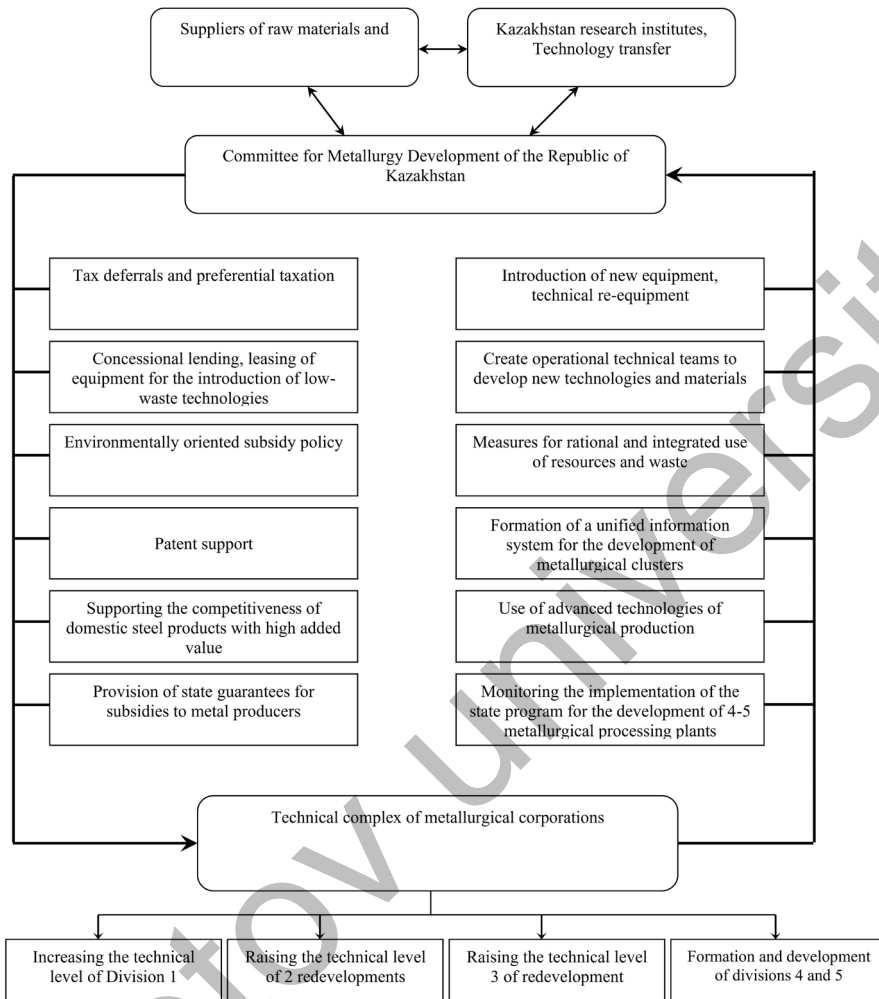 Suppliers of raw materials and
Kazakhstan research institutes,
Technology transfer
Committee for Metallurgy Development of the Republic of
Kazakhstan
Tax deferrals and preferential taxation
Introduction of new equipment,
technical re-equipment
Concessional lending, leasing of
equipment for the introduction of low-
waste technologies
Create operational technical teams to
develop new technologies and materials
Environmentally oriented subsidy policy
Measures for rational and integrated use
of resources and waste
Patent support
Formation of a unified information
system for the development of
metallurgical clusters
Supporting the competitiveness of
domestic steel products with high added
value
Use of advanced technologies of
metallurgical production
Provision of state guarantees for
subsidies to metal producers
Monitoring the implementation of the
state program for the development of 4-5
metallurgical processing plants
Technical complex of metallurgical corporations
Increasing the technical
level of Division 1
Raising the technical level
of 2 redevelopments
Raising the technical level
3 of redevelopment
Formation and development
of divisions 4 and 5